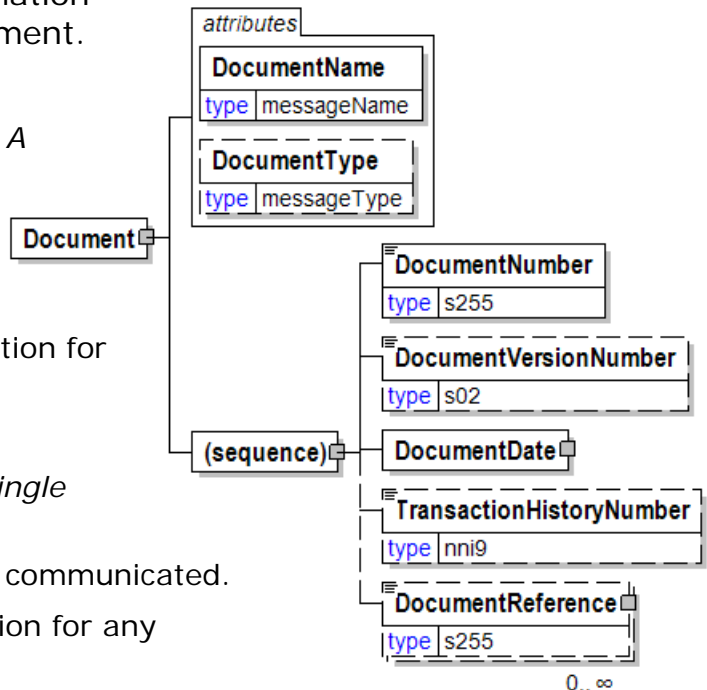 mation
ment.
A
tion for
ingle
communicated.
ion for any
attributes
DocumentName
type messageName
DocumentType
type messageType
Document
(sequence)
DocumentNumber
type s255
DocumentVersionNumber
type s02
DocumentDate
TransactionHistoryNumber
type nni9
DocumentReference
type s255
0.. ∞